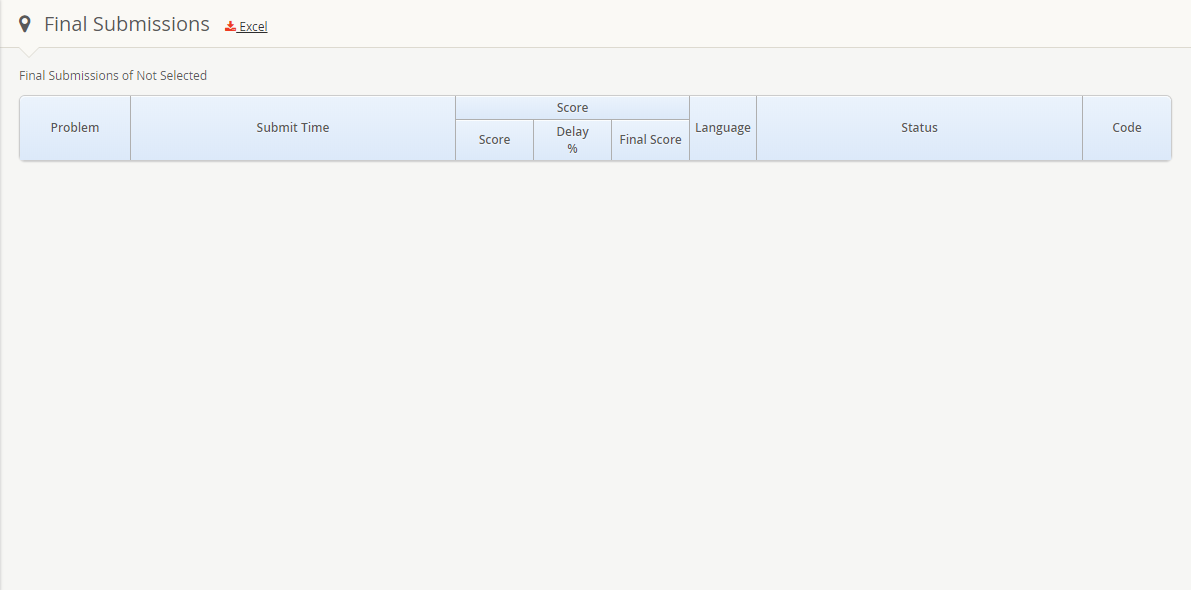 Final Submissions Excel
Final Submissions of Not Selected
Problem
Submit Time
Score
Score
Delay
%
Final Score
Language
Status
Code